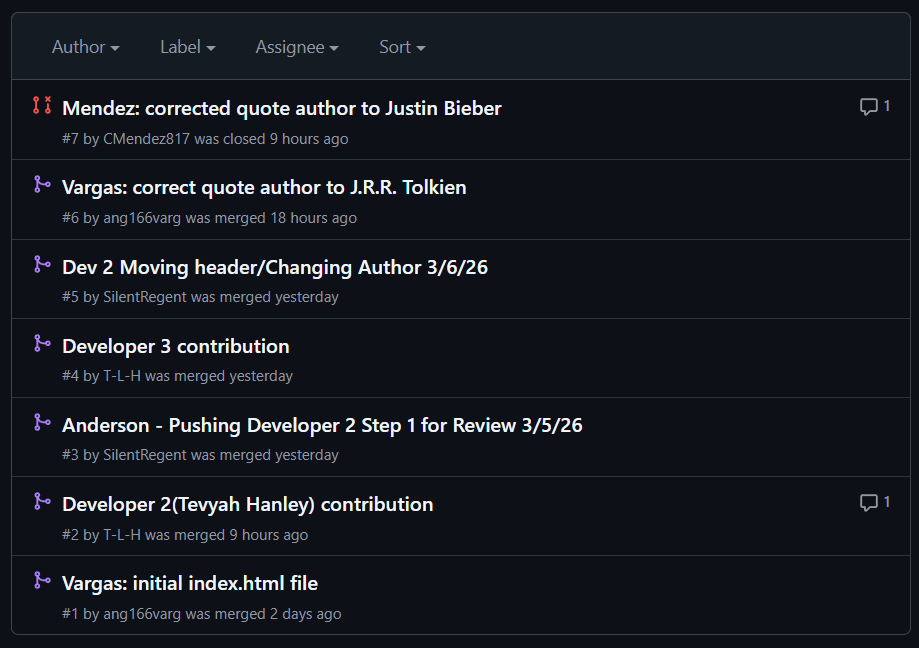 Author Label Assignee Sort
Mendez: corrected quote author to Justin Bieber 1
#7 by CMendez817 was closed 9 hours ago
Vargas: correct quote author to J.R.R. Tolkien
#6 by ang166varg was merged 18 hours ago
Dev 2 Moving header/Changing Author 3/6/26
#5 by SilentRegent was merged yesterday
Developer 3 contribution
#4 by T-L-H was merged yesterday
Anderson - Pushing Developer 2 Step 1 for Review 3/5/26
#3 by SilentRegent was merged yesterday
Developer 2(Tevyah Hanley) contribution 1
#2 by T-L-H was merged 9 hours ago
Vargas: initial index.html file
#1 by ang166varg was merged 2 days ago